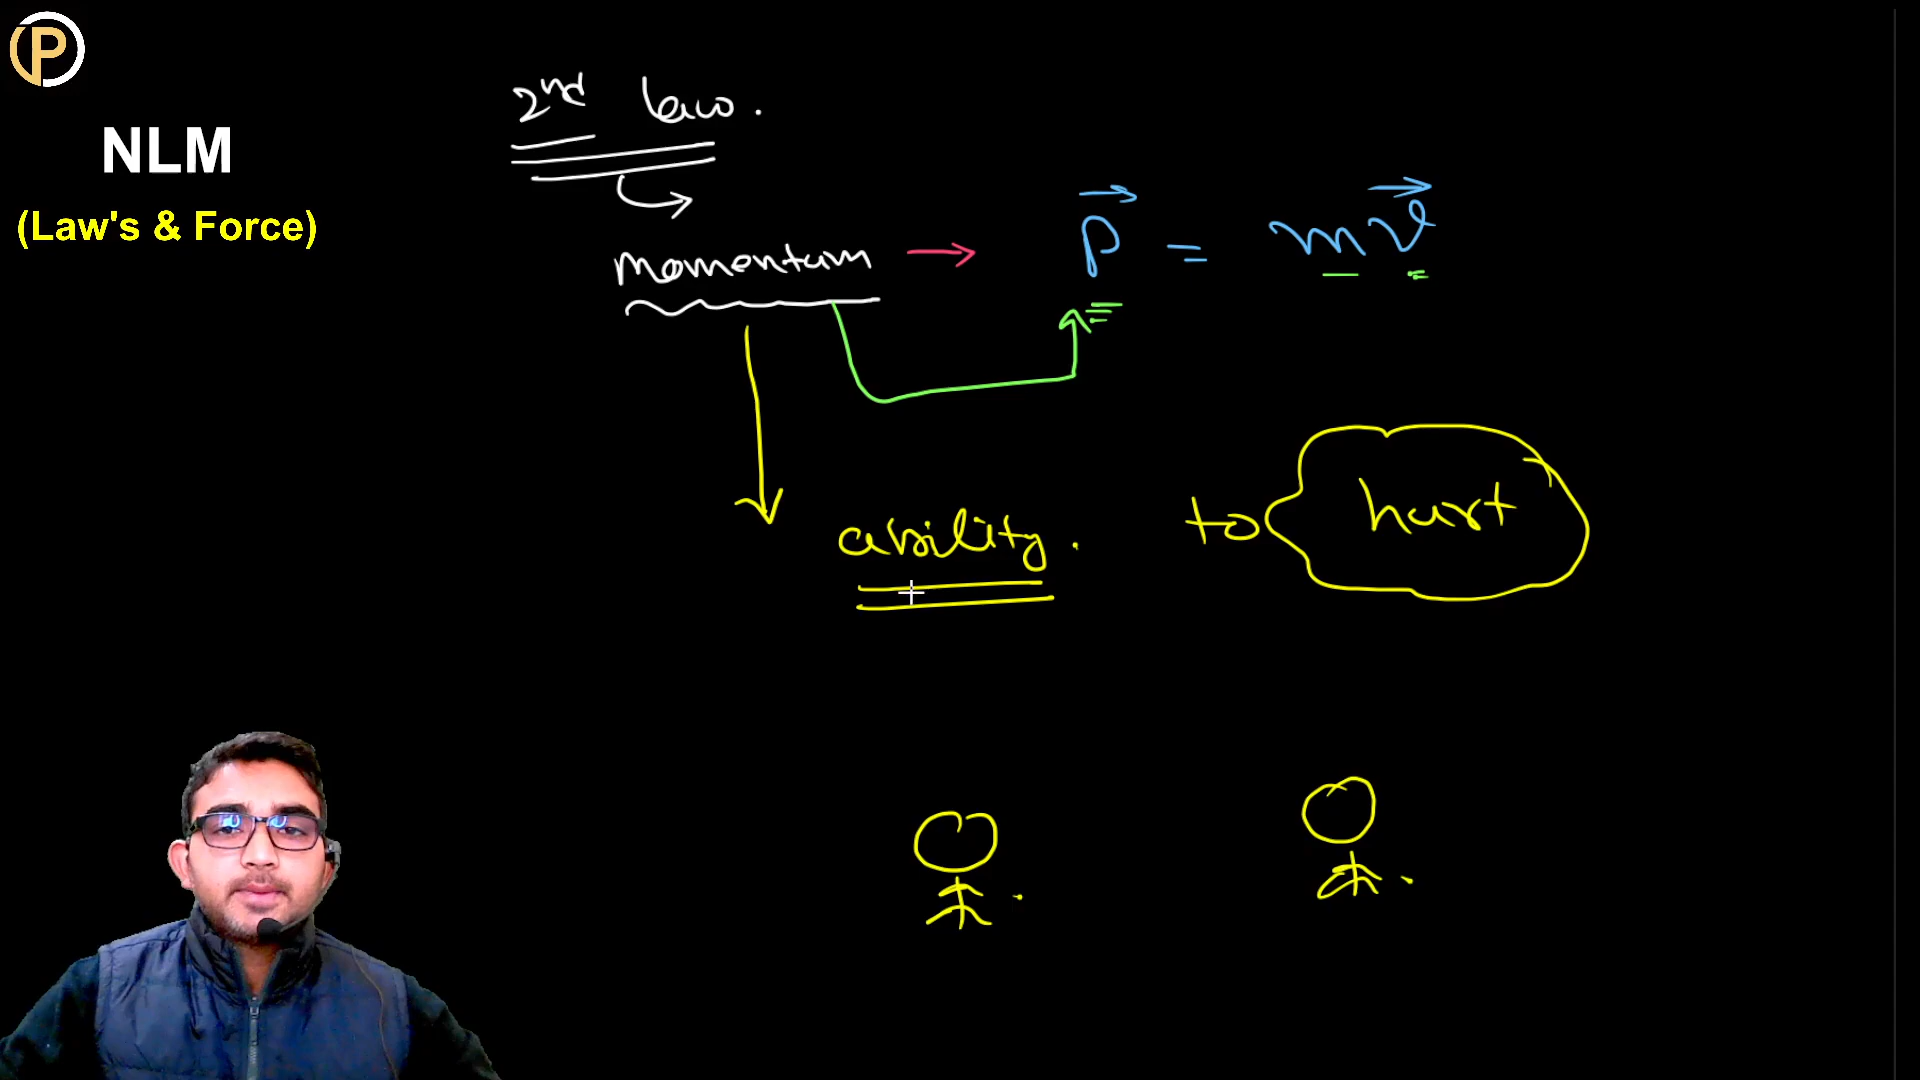 P
NLM
(Law's & Force)
2nd law.
momentum → p⃗ = mv⃗
ability. to hurt